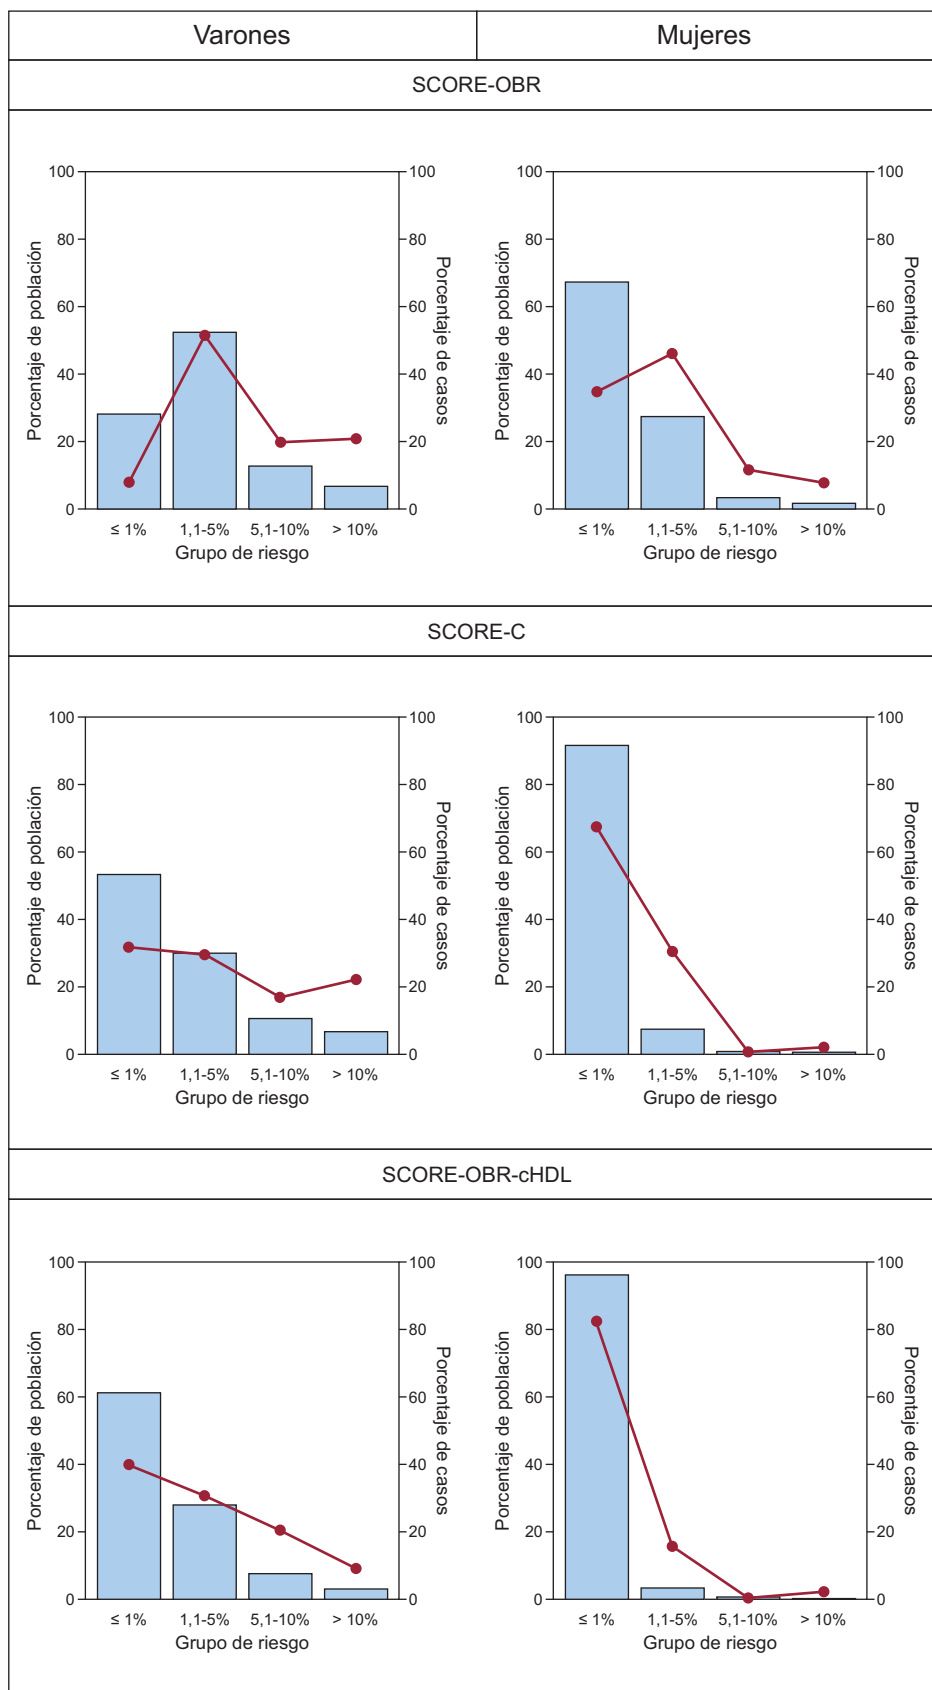 Varones
Mujeres
SCORE-OBR
100
80
60
40
20
0
Porcentaje de población
100
80
60
40
20
0
Porcentaje de casos
≤ 1% 1,1-5% 5,1-10% > 10%
Grupo de riesgo
100
80
60
40
20
0
Porcentaje de población
100
80
60
40
20
0
Porcentaje de casos
≤ 1% 1,1-5% 5,1-10% > 10%
Grupo de riesgo
SCORE-C
100
80
60
40
20
0
Porcentaje de población
100
80
60
40
20
0
Porcentaje de casos
≤ 1% 1,1-5% 5,1-10% > 10%
Grupo de riesgo
100
80
60
40
20
0
Porcentaje de población
100
80
60
40
20
0
Porcentaje de casos
≤ 1% 1,1-5% 5,1-10% > 10%
Grupo de riesgo
SCORE-OBR-cHDL
100
80
60
40
20
0
Porcentaje de población
100
80
60
40
20
0
Porcentaje de casos
≤ 1% 1,1-5% 5,1-10% > 10%
Grupo de riesgo
100
80
60
40
20
0
Porcentaje de población
100
80
60
40
20
0
Porcentaje de casos
≤ 1% 1,1-5% 5,1-10% > 10%
Grupo de riesgo